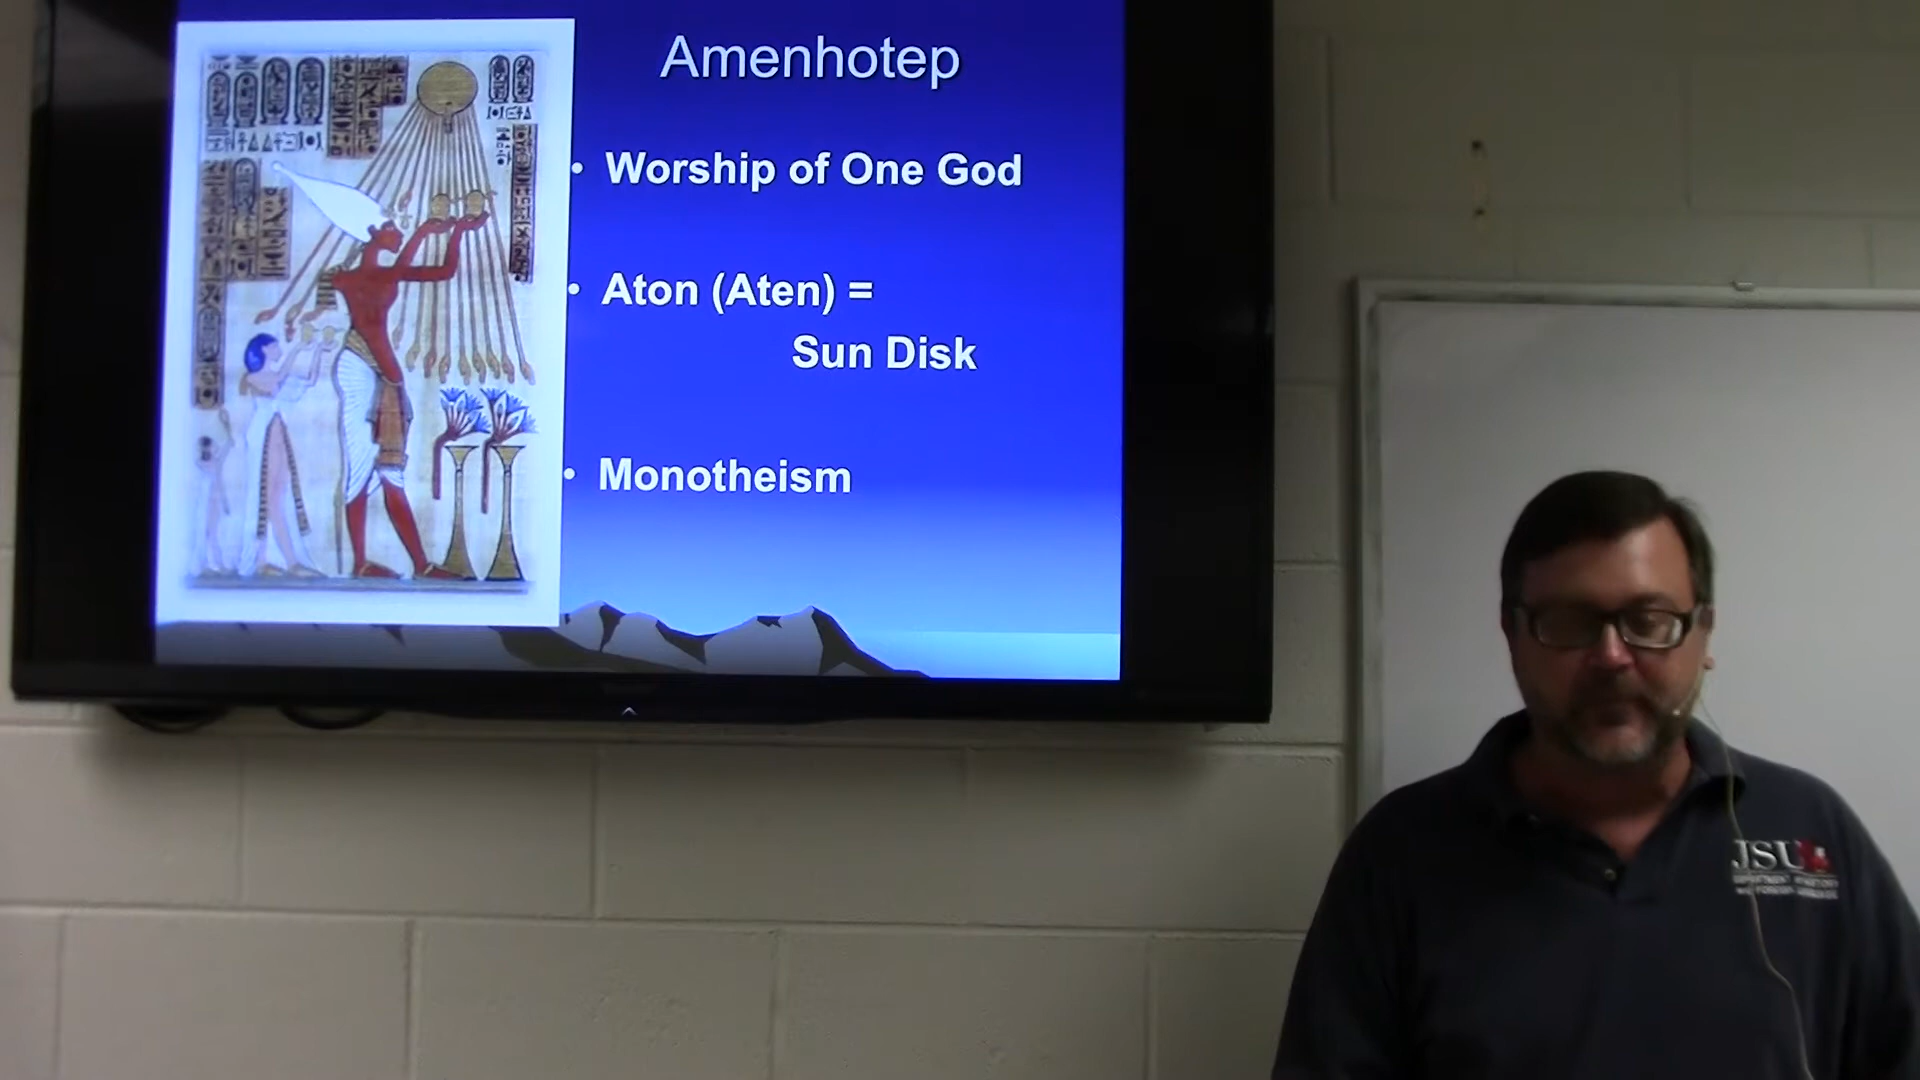 Amenhotep
• Worship of One God
• Aton (Aten) =
Sun Disk
• Monotheism
JSU